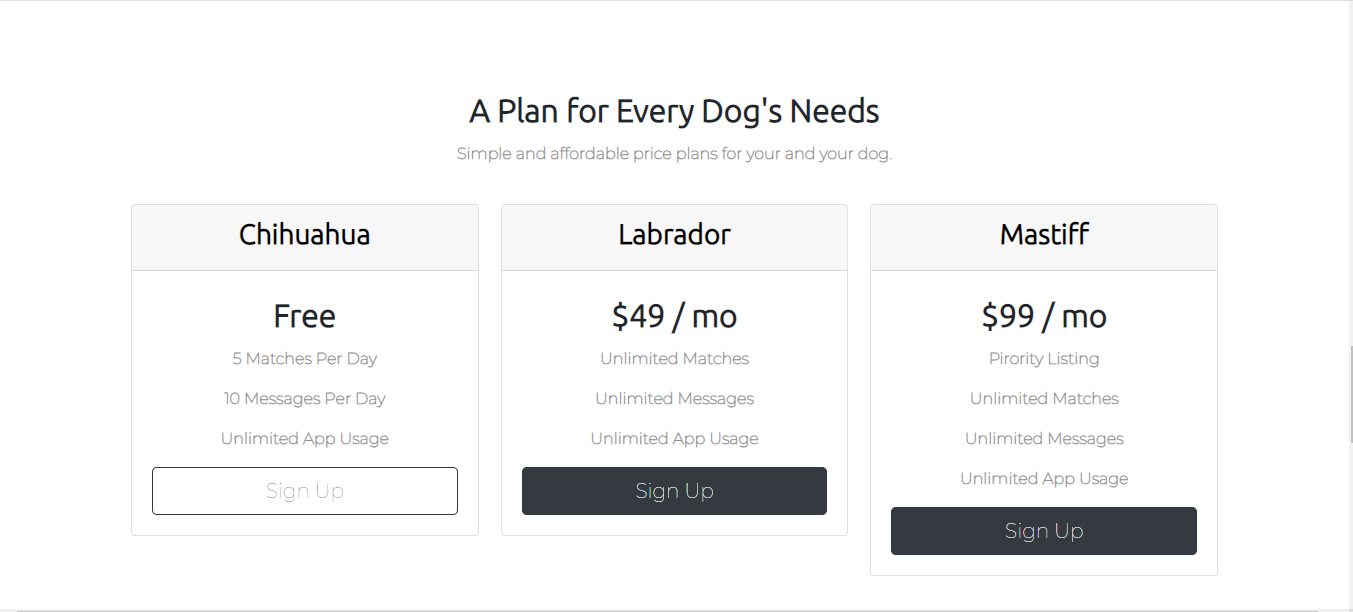 A Plan for Every Dog's Needs
Simple and affordable price plans for your and your dog.
Chihuahua
Free
5 Matches Per Day
10 Messages Per Day
Unlimited App Usage
Sign Up
Labrador
$49 / mo
Unlimited Matches
Unlimited Messages
Unlimited App Usage
Sign Up
Mastiff
$99 / mo
Pirority Listing
Unlimited Matches
Unlimited Messages
Unlimited App Usage
Sign Up